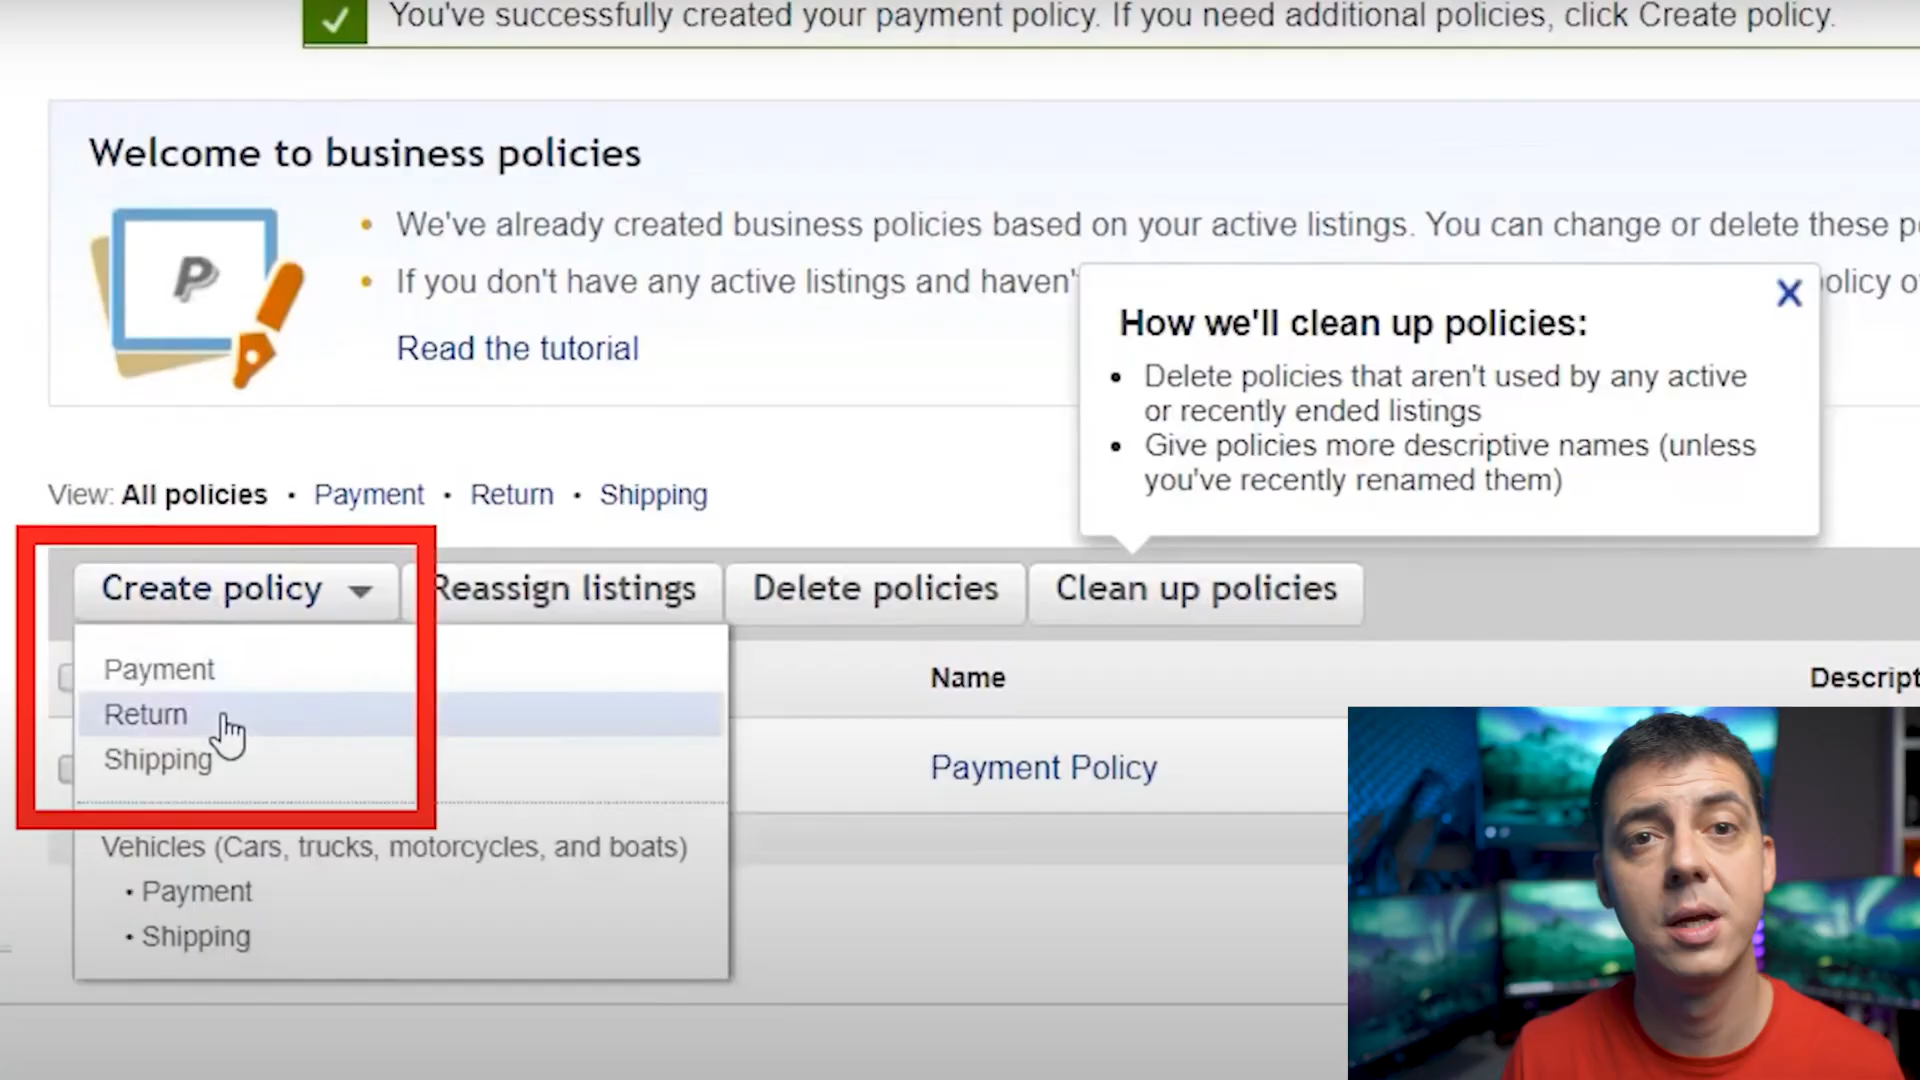 You've successfully created your payment policy. If you need additional policies, click Create policy.
Welcome to business policies
P
We've already created business policies based on your active listings. You can change or delete these
If you don't have any active listings and haven'
olicy
Read the tutorial
How we'll clean up policies:
Delete policies that aren't used by any active
or recently ended listings
Give policies more descriptive names (unless
you've recently renamed them)
View: All policies • Payment • Return • Shipping
Create policy
Reassign listings
Delete policies
Clean up policies
Payment
Return
Shipping
Name
Descript
Payment Policy
Vehicles (Cars, trucks, motorcycles, and boats)
• Payment
• Shipping